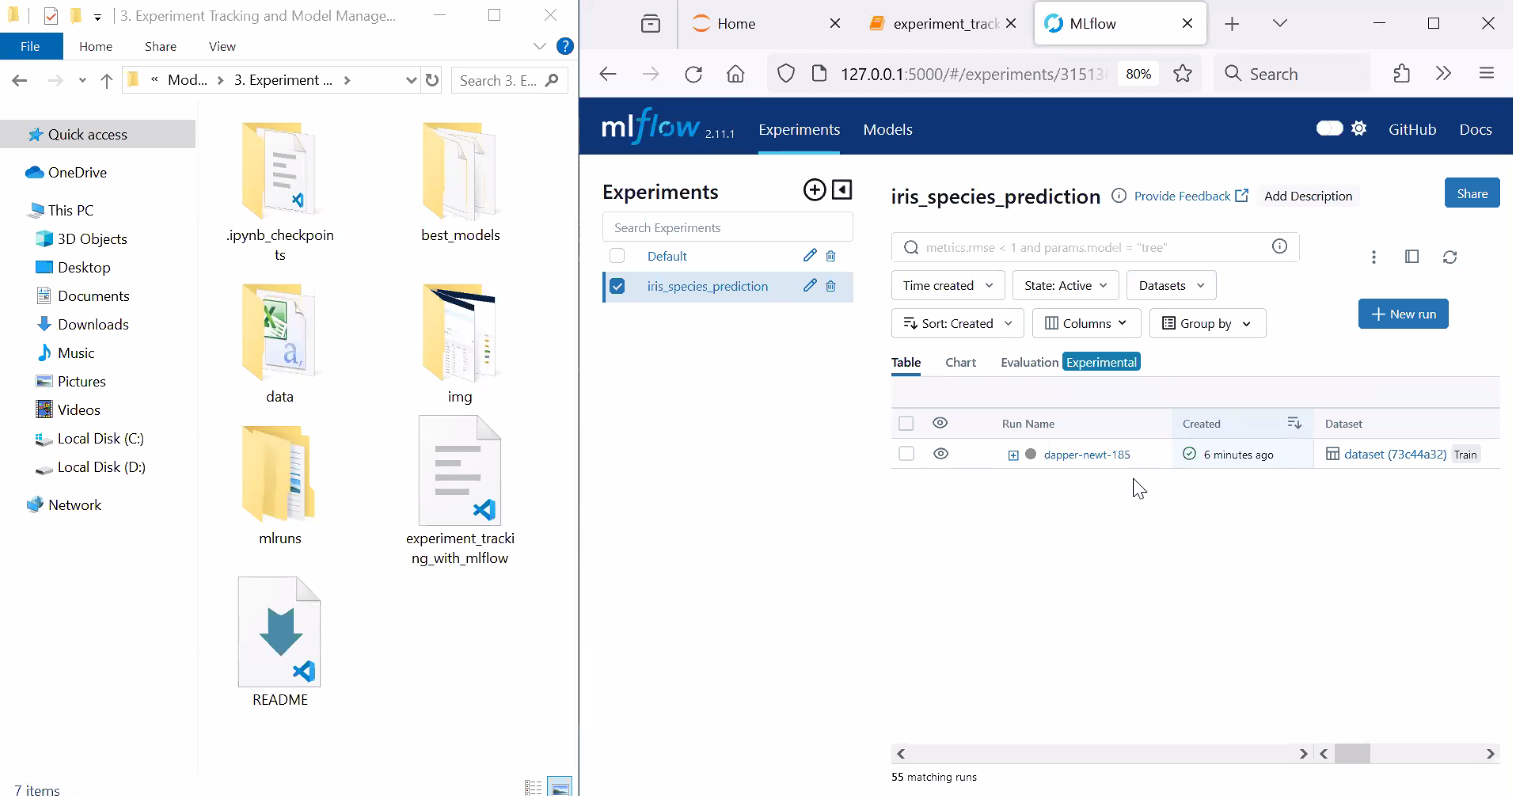 3. Experiment Tracking and Model Manage...
File
Home
Share
View
?
«
Mod...
3. Experiment ...
Search 3. E...
Quick access
OneDrive
This PC
3D Objects
Desktop
Documents
Downloads
Music
Pictures
Videos
Local Disk (C:)
Local Disk (D:)
Network
.ipynb_checkpoin
ts
best_models
data
img
mlruns
experiment_tracki
ng_with_mlflow
README
7 items
Home
experiment_track
MLflow
127.0.0.1:5000/#/experiments/31513
80%
Search
mlflow 2.11.1
Experiments
Models
GitHub
Docs
Experiments
Search Experiments
Default
iris_species_prediction
iris_species_prediction
Provide Feedback
Add Description
Share
metrics.rmse < 1 and params.model = "tree"
Time created
State: Active
Datasets
Sort: Created
Columns
Group by
New run
Table
Chart
Evaluation
Experimental
Run Name
Created
Dataset
dapper-newt-185
6 minutes ago
dataset (73c44a32)
Train
55 matching runs